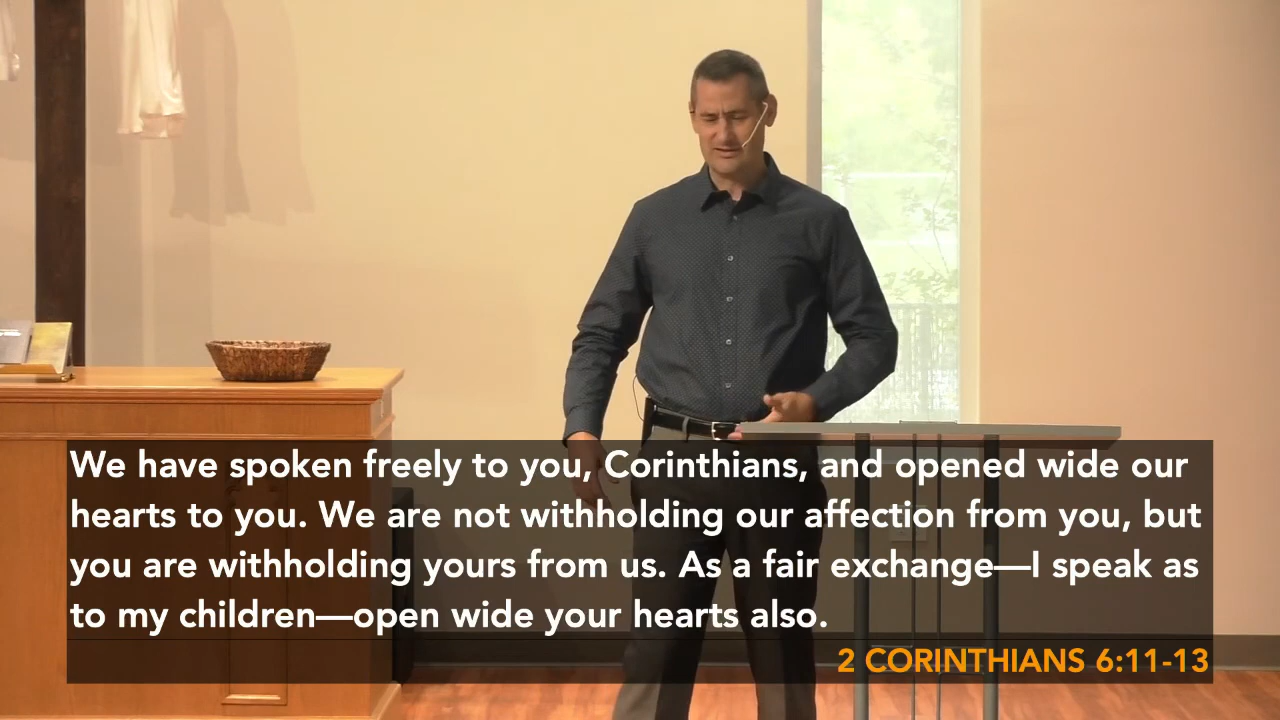 We have spoken freely to you, Corinthians, and opened wide our
hearts to you. We are not withholding our affection from you, but
you are withholding yours from us. As a fair exchange—I speak as
to my children—open wide your hearts also.
2 CORINTHIANS 6:11-13